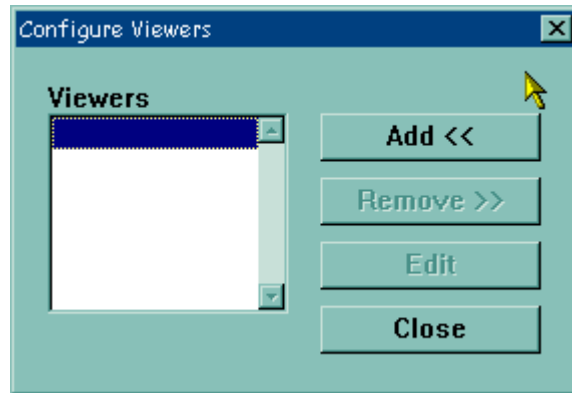 Configure Viewers
Viewers
Add <<
Remove >>
Edit
Close